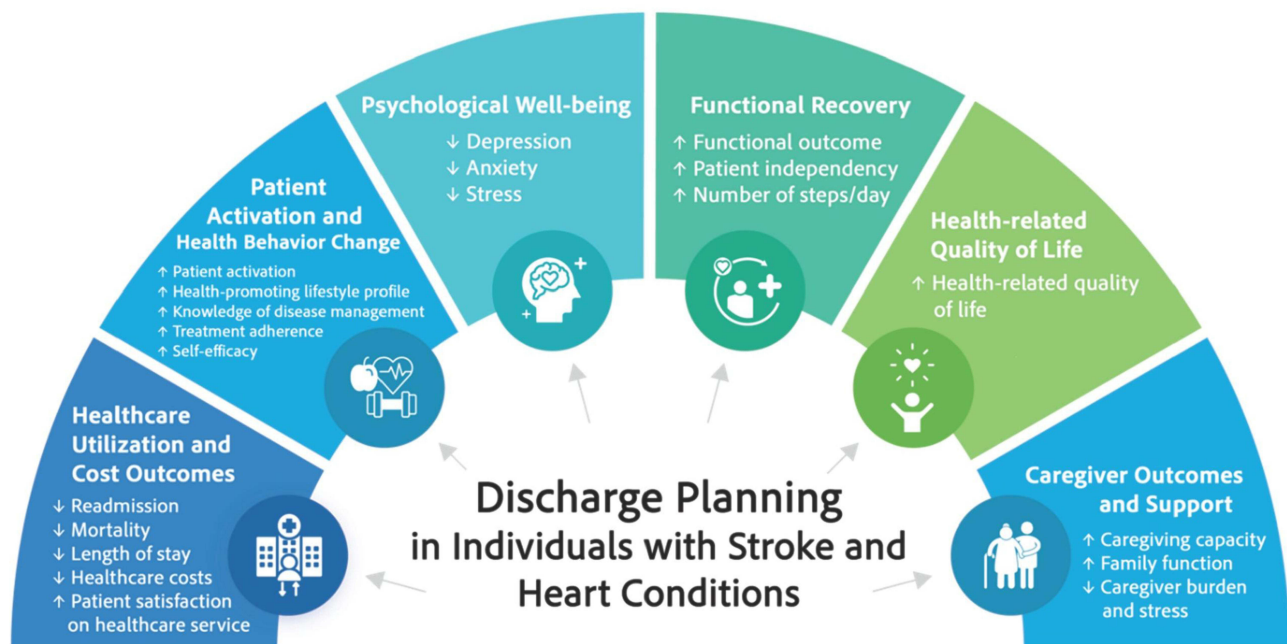 Healthcare
Utilization and
Cost Outcomes
↓ Readmission
↓ Mortality
↓ Length of stay
↓ Healthcare costs
↑ Patient satisfaction
on healthcare service
Patient
Activation and
Health Behavior Change
↑ Patient activation
↑ Health-promoting lifestyle profile
↑ Knowledge of disease management
↑ Treatment adherence
↑ Self-efficacy
Psychological Well-being
↓ Depression
↓ Anxiety
↓ Stress
Functional Recovery
↑ Functional outcome
↑ Patient independency
↑ Number of steps/day
Health-related
Quality of Life
↑ Health-related quality
of life
Caregiver Outcomes
and Support
↑ Caregiving capacity
↑ Family function
↓ Caregiver burden
and stress
Discharge Planning
in Individuals with Stroke and
Heart Conditions